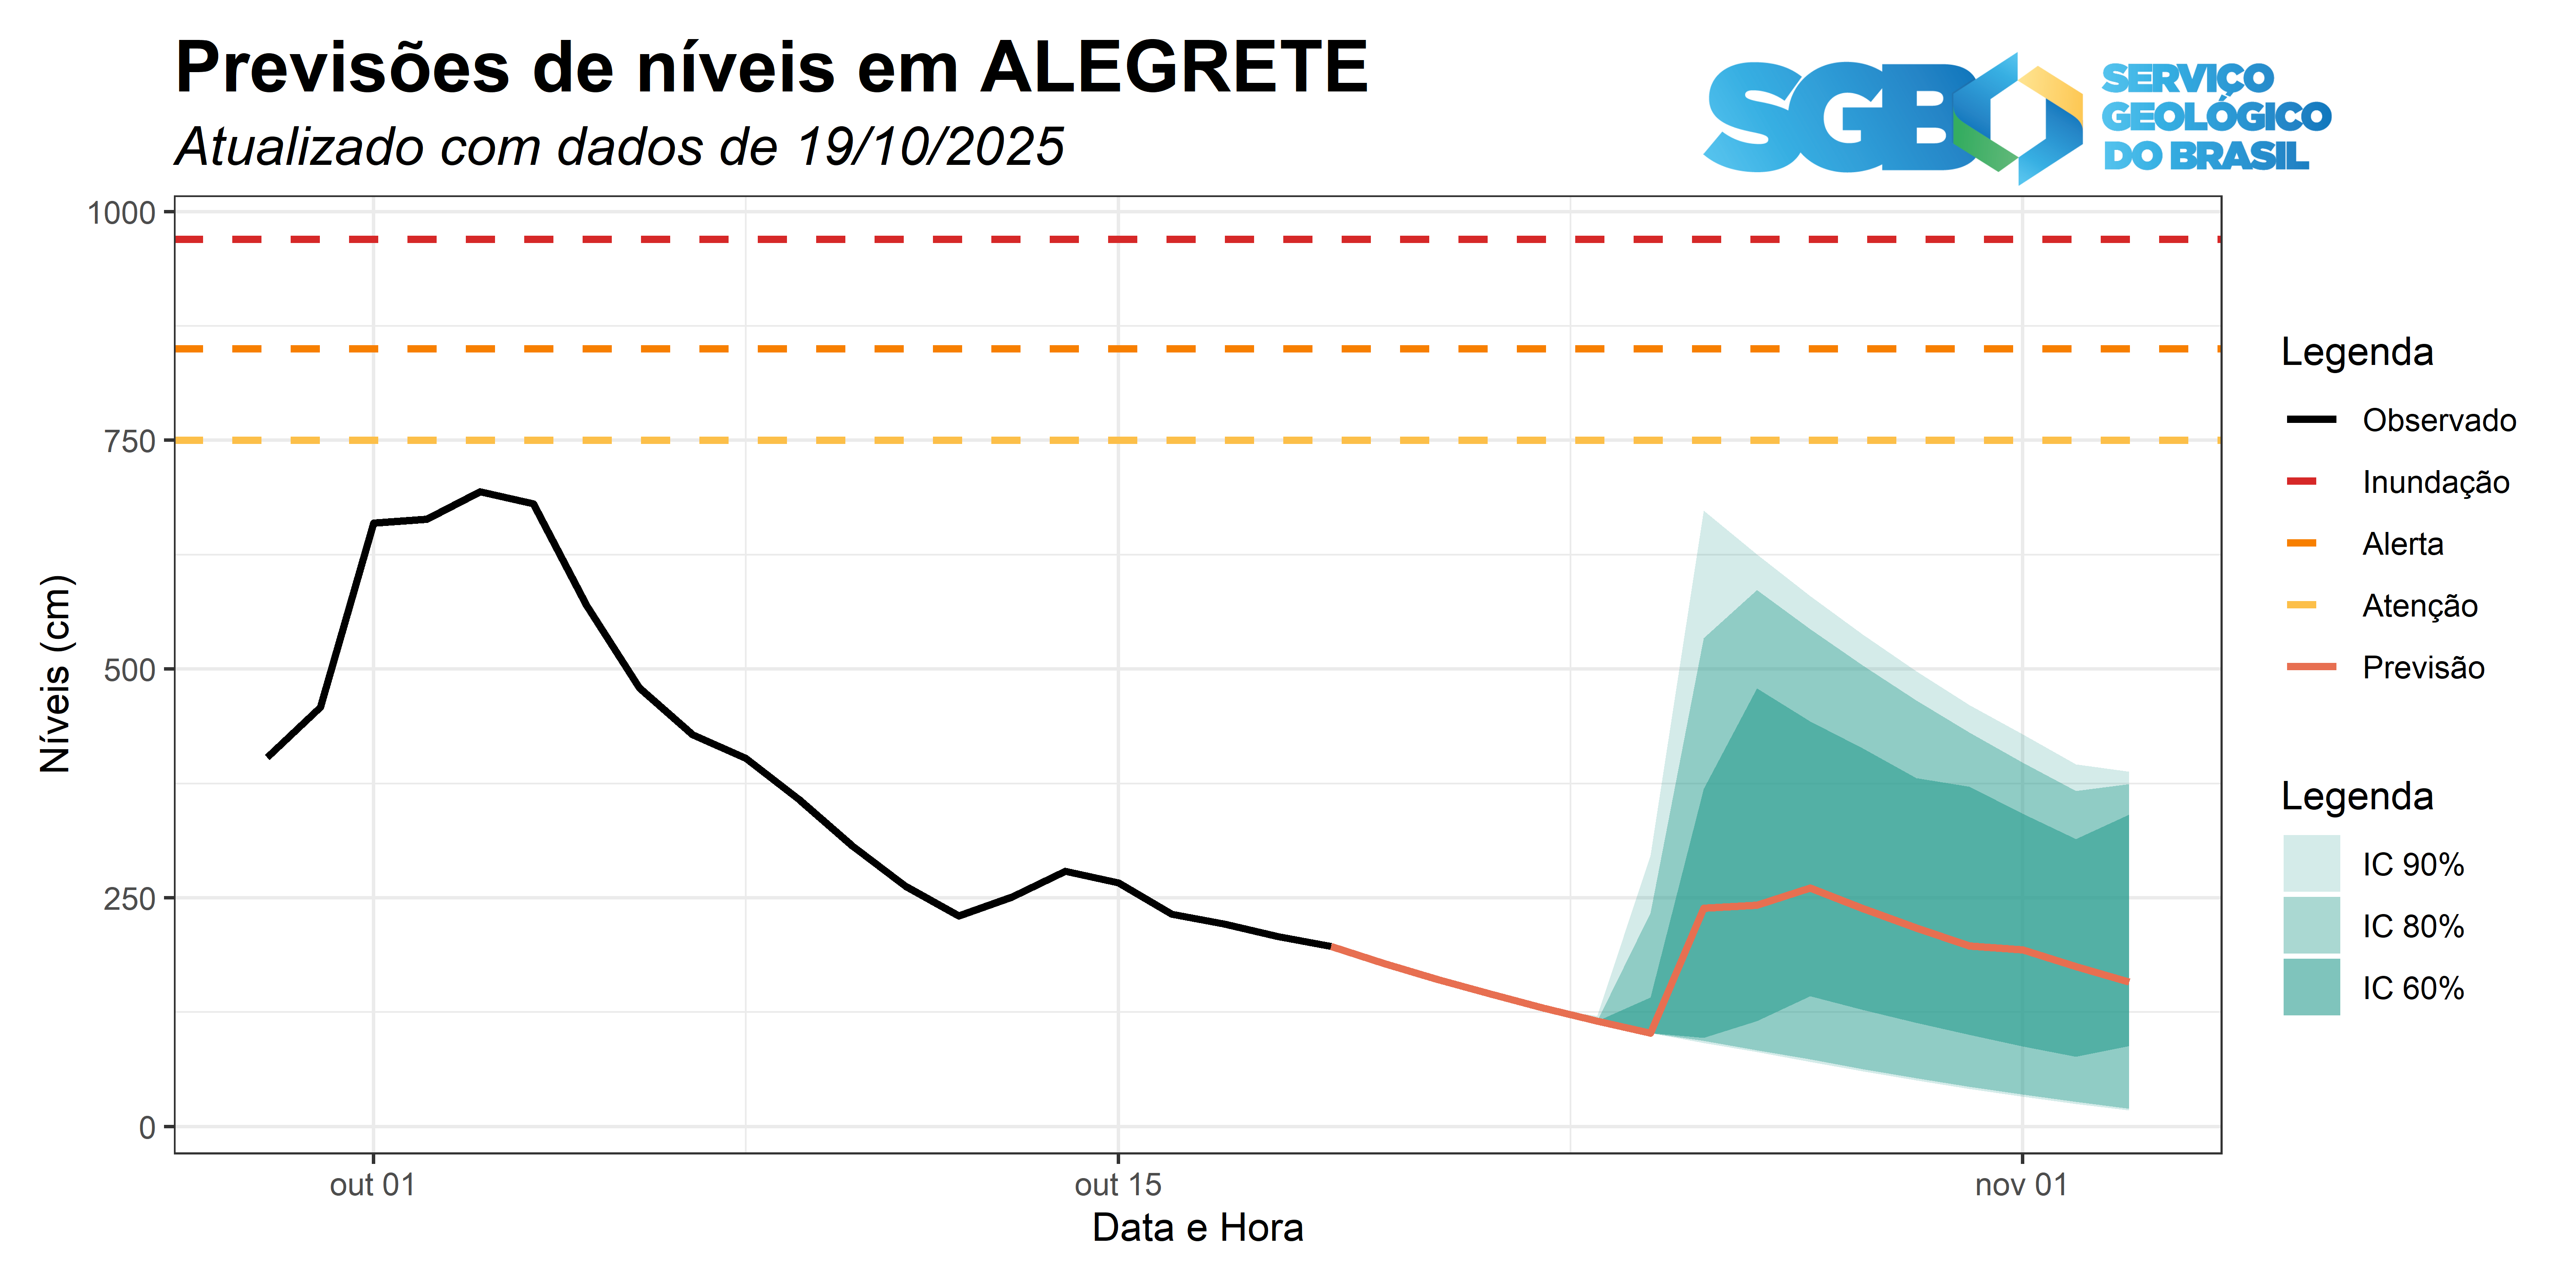 Previsões de níveis em ALEGRETE
Atualizado com dados de 19/10/2025
SGB
SERVIÇO
GEOLÓGICO
DO BRASIL
1000
750
500
250
0
Níveis (cm)
out 01
out 15
nov 01
Data e Hora
Legenda
Observado
Inundação
Alerta
Atenção
Previsão
Legenda
IC 90%
IC 80%
IC 60%